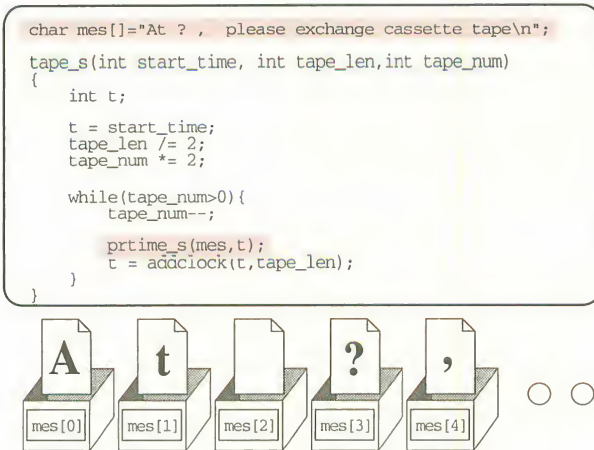 char mes[]="At ? ,  please exchange cassette tape\n";
tape_s(int start_time, int tape_len,int tape_num)
{
int t;
t = start_time;
tape_len /= 2;
tape_num *= 2;
while(tape_num>0){
tape_num--;
prtime_s(mes,t);
t = addclock(t,tape_len);
}
}
A t ? ,
mes[0] mes[1] mes[2] mes[3] mes[4]